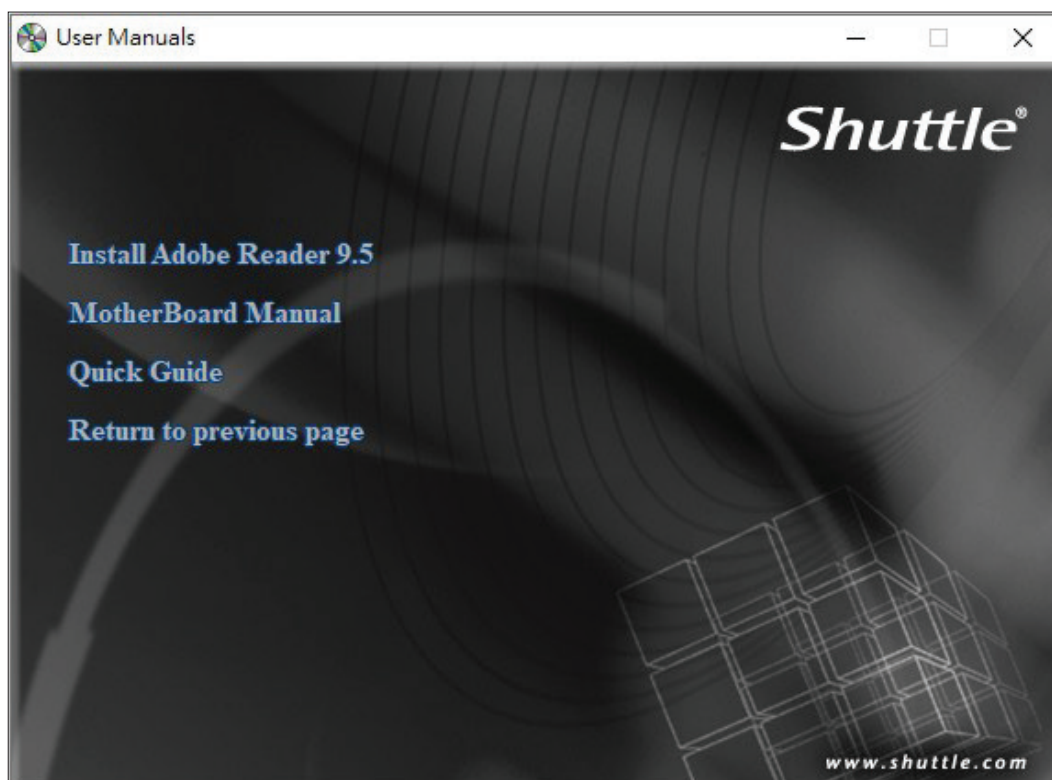 User Manuals
Shuttle®
Install Adobe Reader 9.5
MotherBoard Manual
Quick Guide
Return to previous page
www.shuttle.com